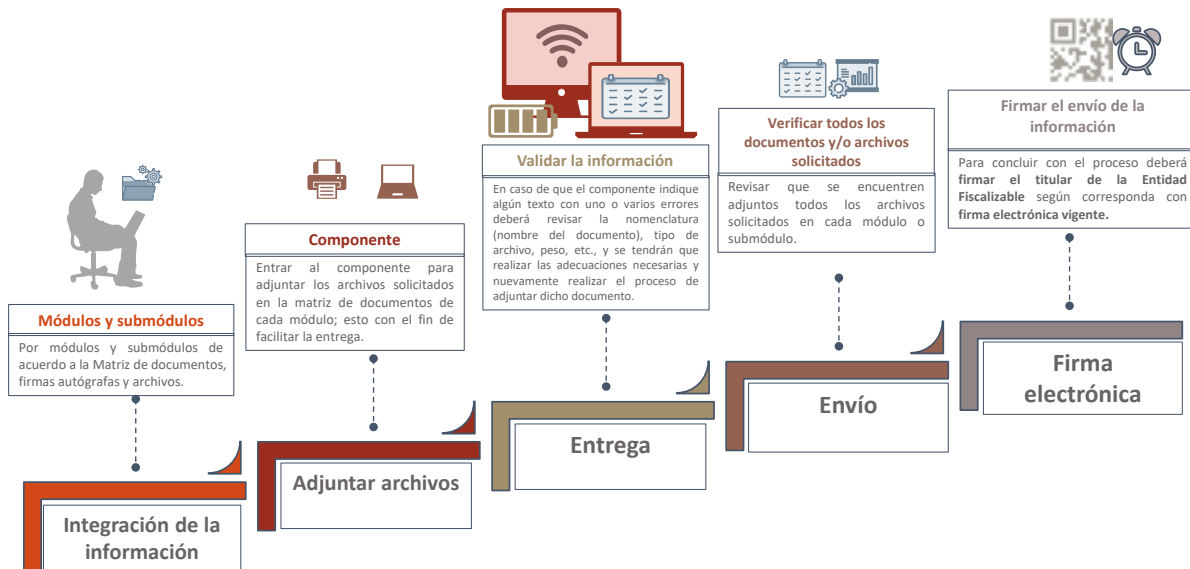 Módulos y submódulos
Por módulos y submódulos de
acuerdo a la Matriz de documentos,
firmas autógrafas y archivos.
Integración de la
información
Componente
Entrar al componente para
adjuntar los archivos solicitados
en la matriz de documentos de
cada módulo; esto con el fin de
facilitar la entrega.
Adjuntar archivos
Validar la información
En caso de que el componente indique
algún texto con uno o varios errores
deberá revisar la nomenclatura
(nombre del documento), tipo de
archivo, peso, etc., y se tendrán que
realizar las adecuaciones necesarias y
nuevamente realizar el proceso de
adjuntar dicho documento.
Entrega
Verificar todos los
documentos y/o archivos
solicitados
Revisar que se encuentren
adjuntos todos los archivos
solicitados en cada módulo o
submódulo.
Envío
Firmar el envío de la
información
Para concluir con el proceso deberá
firmar el titular de la Entidad
Fiscalizable según corresponda con
firma electrónica vigente.
Firma
electrónica